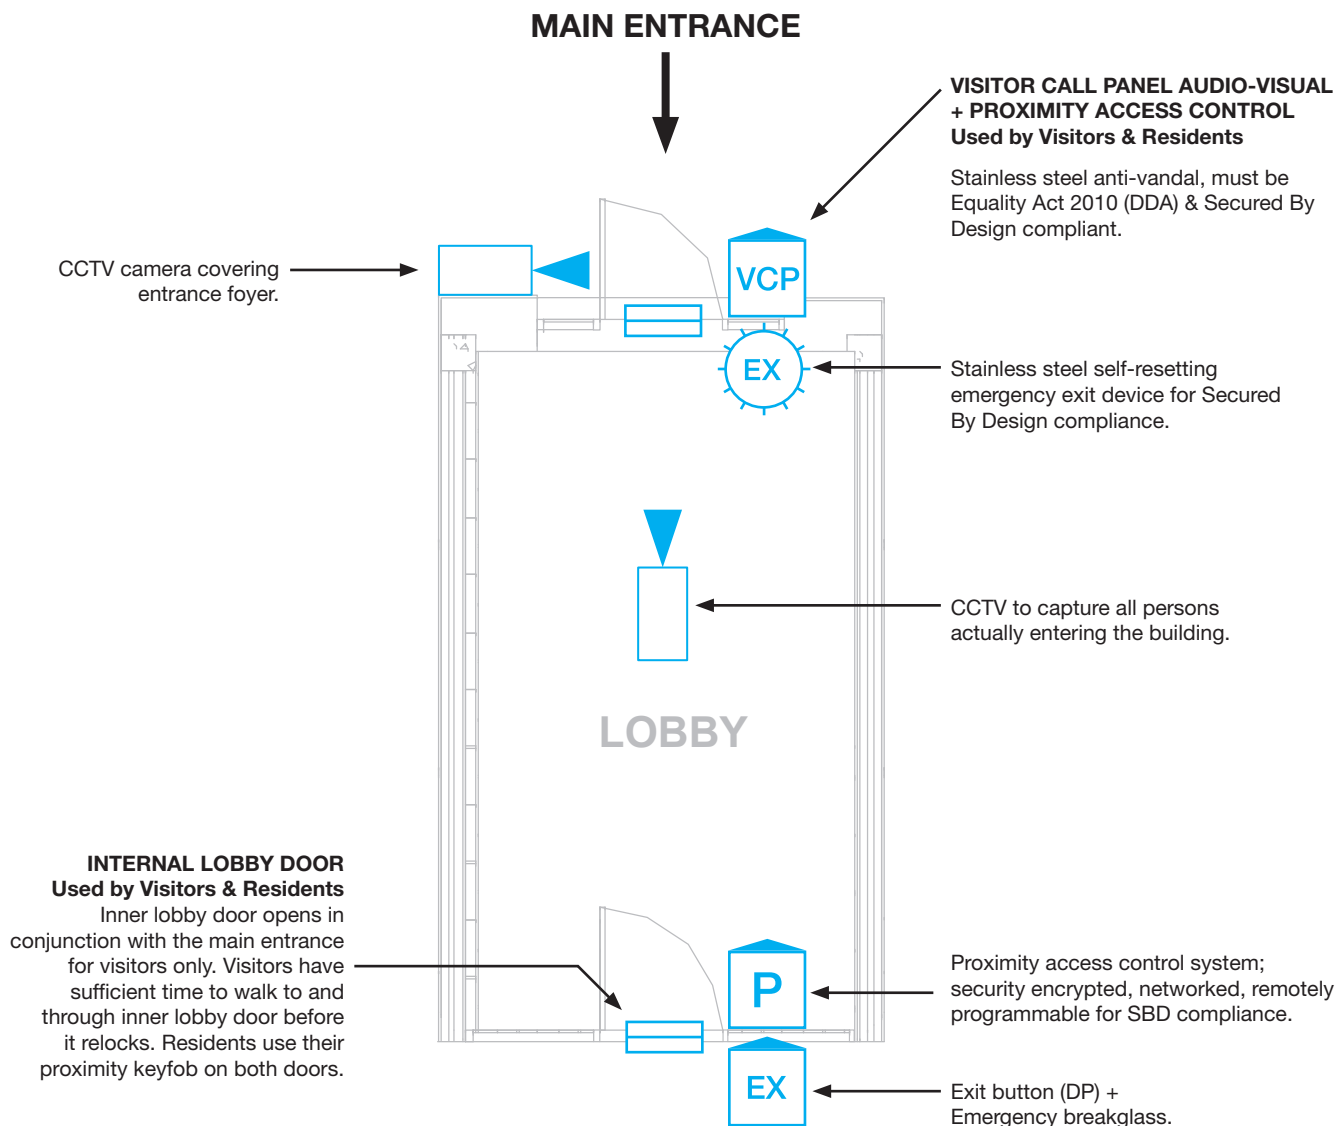 MAIN ENTRANCE
VISITOR CALL PANEL AUDIO-VISUAL
+ PROXIMITY ACCESS CONTROL
Used by Visitors & Residents
Stainless steel anti-vandal, must be
Equality Act 2010 (DDA) & Secured By
Design compliant.
CCTV camera covering
entrance foyer.
VCP
EX
Stainless steel self-resetting
emergency exit device for Secured
By Design compliance.
CCTV to capture all persons
actually entering the building.
LOBBY
INTERNAL LOBBY DOOR
Used by Visitors & Residents
Inner lobby door opens in
conjunction with the main entrance
for visitors only. Visitors have
sufficient time to walk to and
through inner lobby door before
it relocks. Residents use their
proximity keyfob on both doors.
P
Proximity access control system;
security encrypted, networked, remotely
programmable for SBD compliance.
EX
Exit button (DP) +
Emergency breakglass.